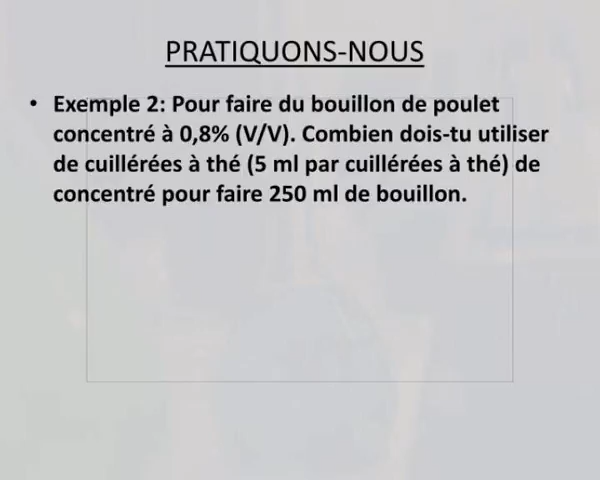 PRATIQUONS-NOUS
• Exemple 2: Pour faire du bouillon de poulet
concentré à 0,8% (V/V). Combien dois-tu utiliser
de cuillérées à thé (5 ml par cuillérées à thé) de
concentré pour faire 250 ml de bouillon.